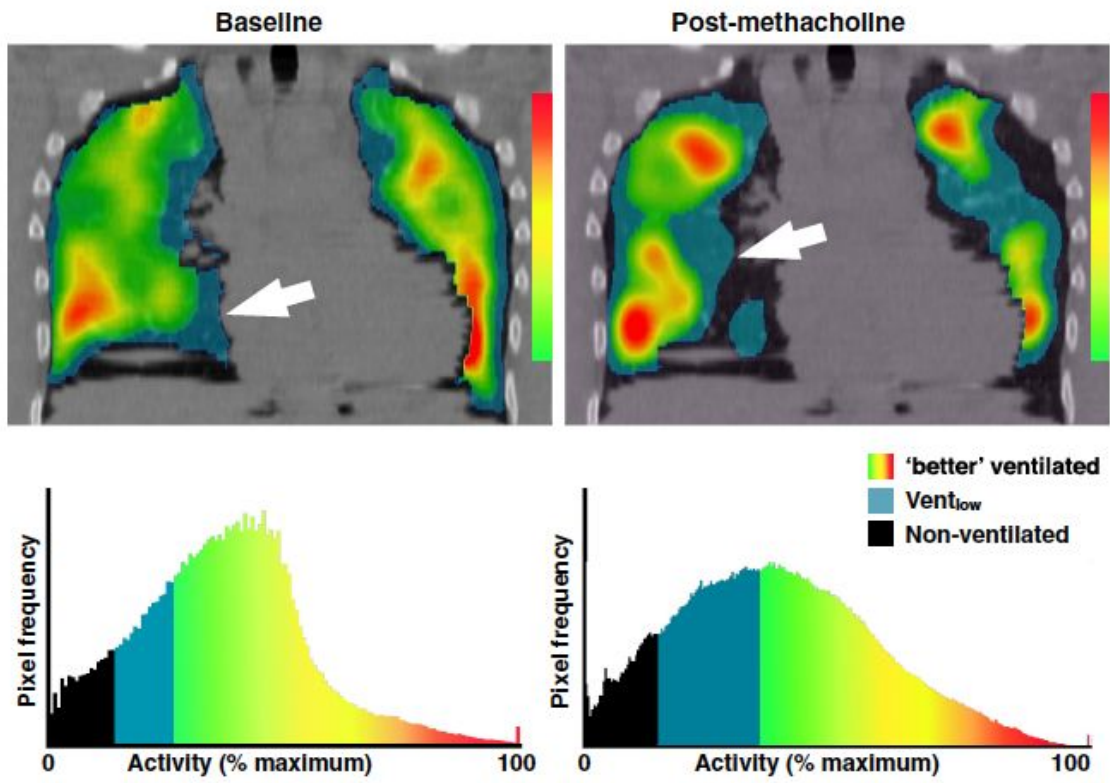 Baseline
Post-methacholine
'better' ventilated
Ventlow
Non-ventilated
Pixel frequency
0
Activity (% maximum)
100
Pixel frequency
0
Activity (% maximum)
100